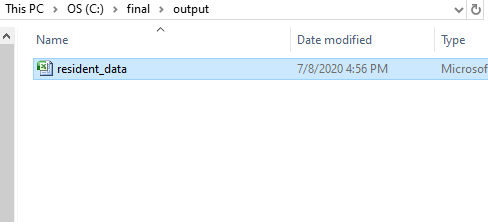 This PC > OS (C:) > final > output
Name Date modified Type
resident_data 7/8/2020 4:56 PM Microsof